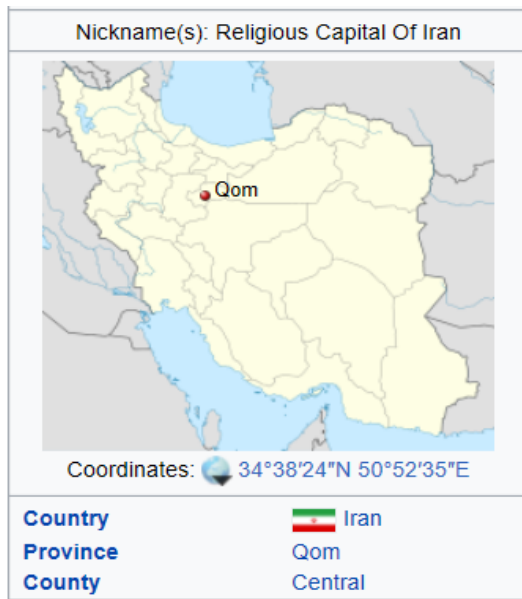 Nickname(s): Religious Capital Of Iran
Qom
Coordinates: 34°38′24″N 50°52′35″E
Country Iran
Province Qom
County Central